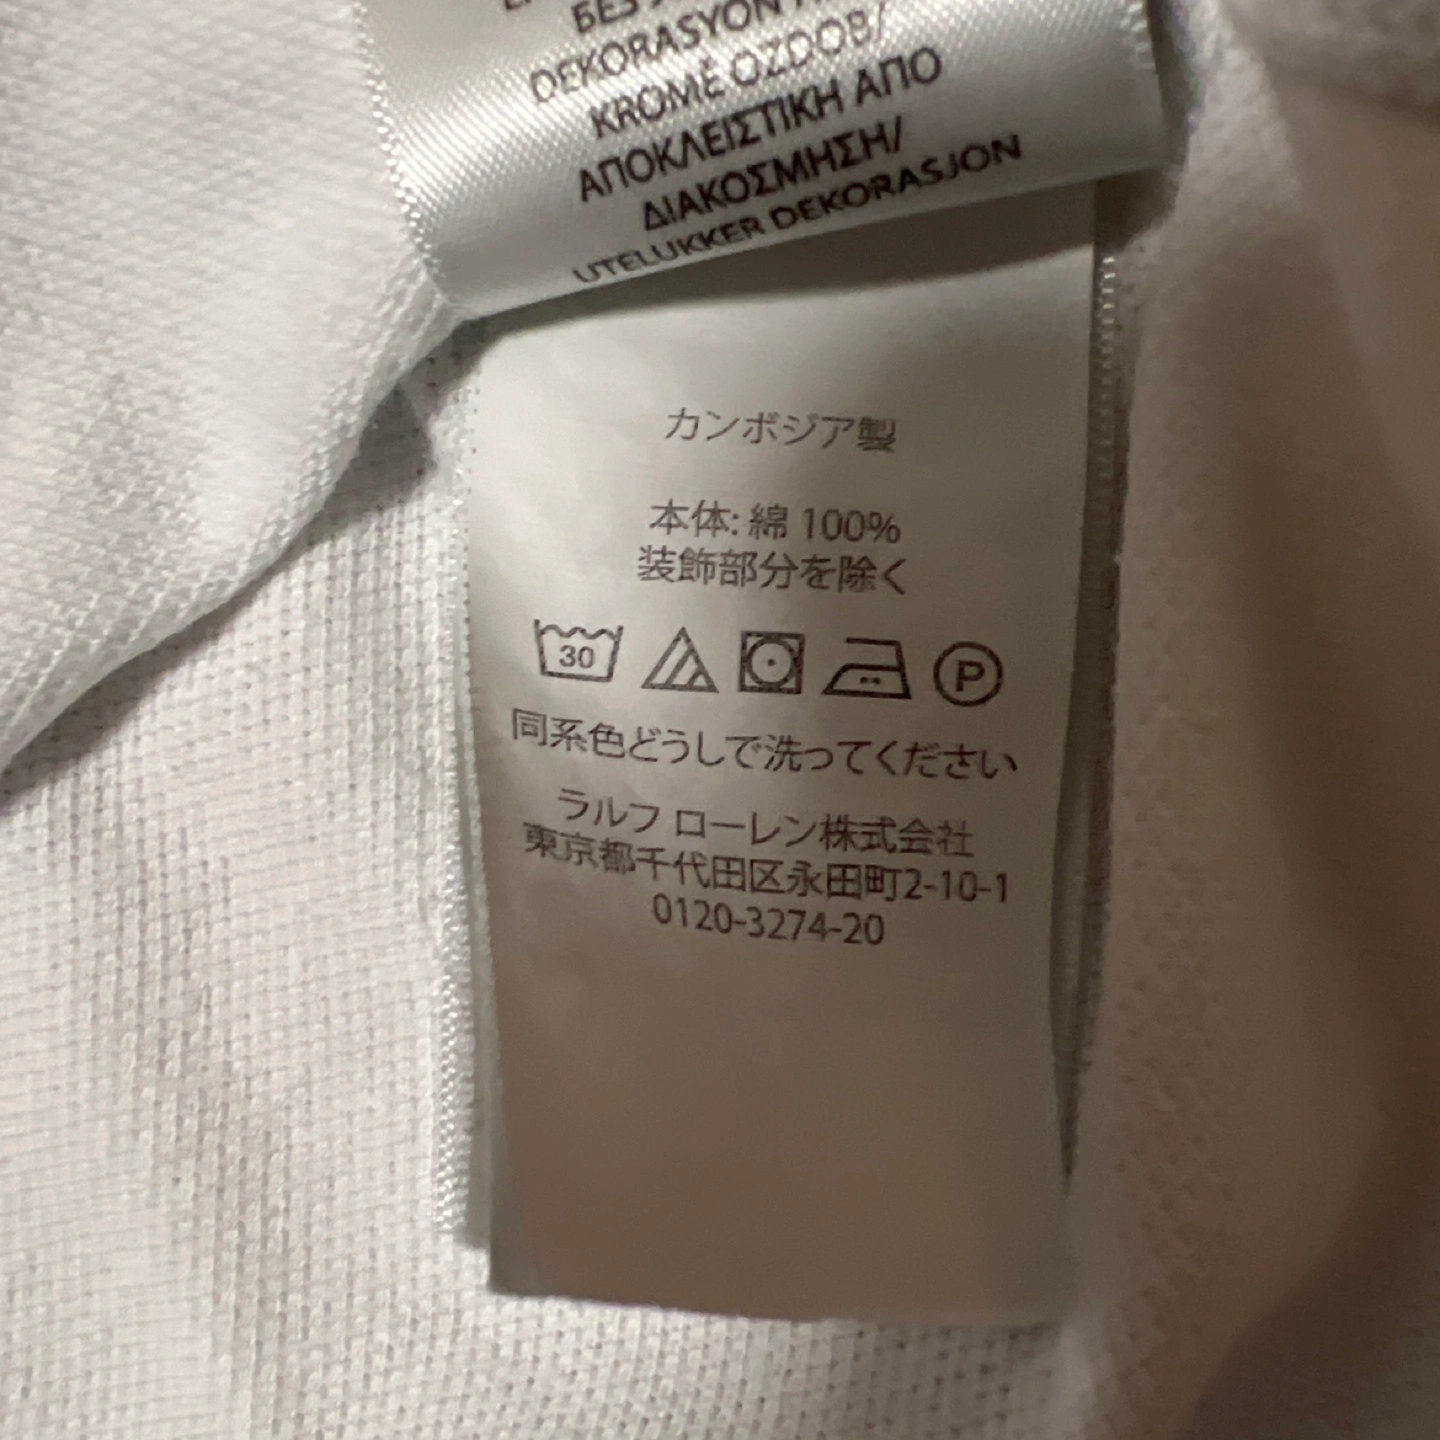 DEKORASYON
KROME OZDOB/
ΑΠΟΚΛΕΙΣΤΙΚΗ ΑΠΟ
ΔΙΑΚΟΣΜΗΣΗ/
UTELUKKER DEKORASJON
カンボジア製
本体: 綿 100%
装飾部分を除く
30
P
同系色どうしで洗ってください
ラルフ ローレン株式会社
東京都千代田区永田町2-10-1
0120-3274-20